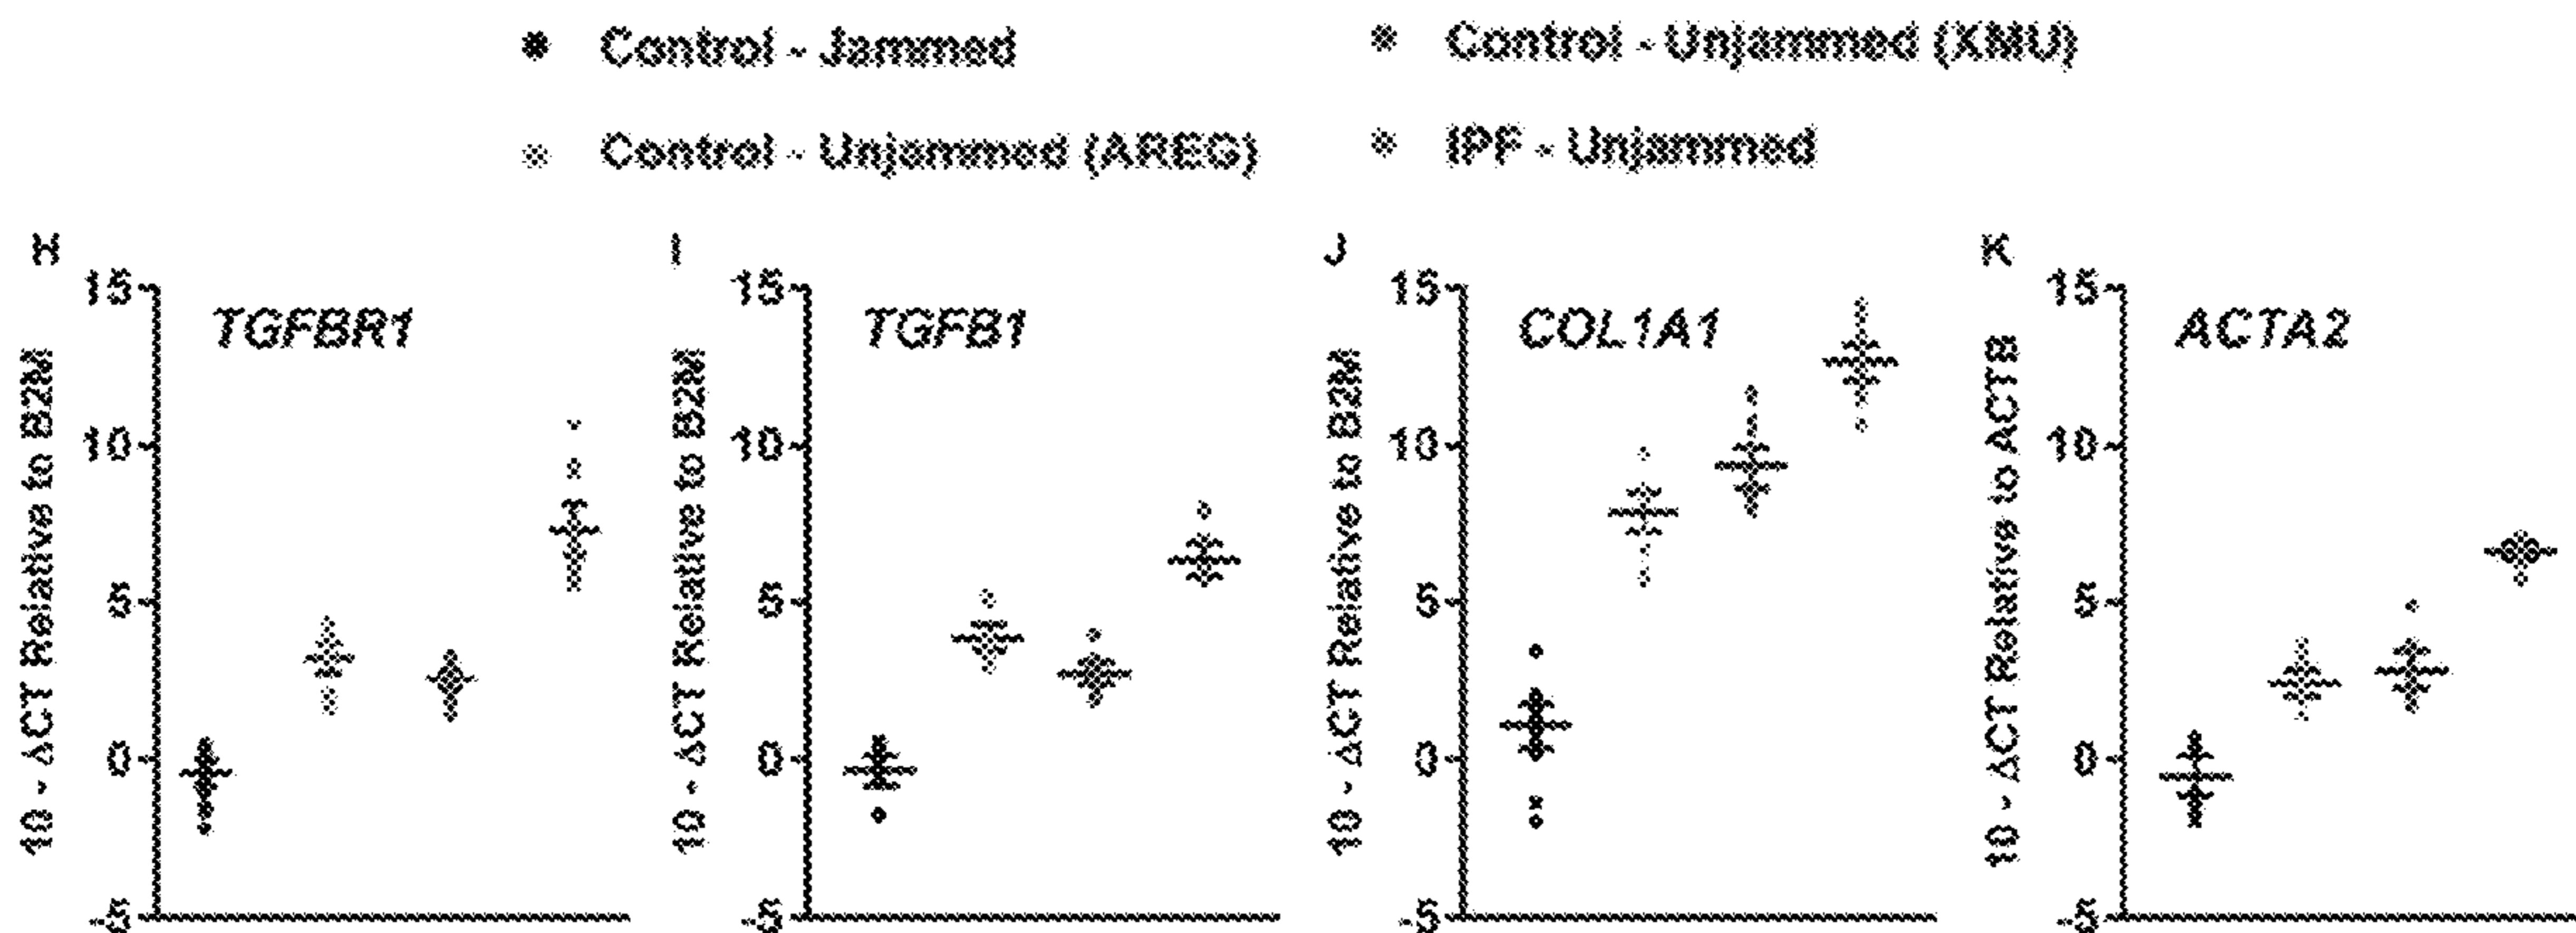 Control - Jammed
Control - Unjammed (XMU)
Control - Unjammed (AREG)
IPF - Unjammed
H
TGFBR1
10 - ΔCT Relative to B2M
15
10
5
0
-5
I
TGFB1
10 - ΔCT Relative to B2M
15
10
5
0
-5
J
COL1A1
10 - ΔCT Relative to B2M
15
10
5
0
-5
K
ACTA2
10 - ΔCT Relative to ACTB
15
10
5
0
-5